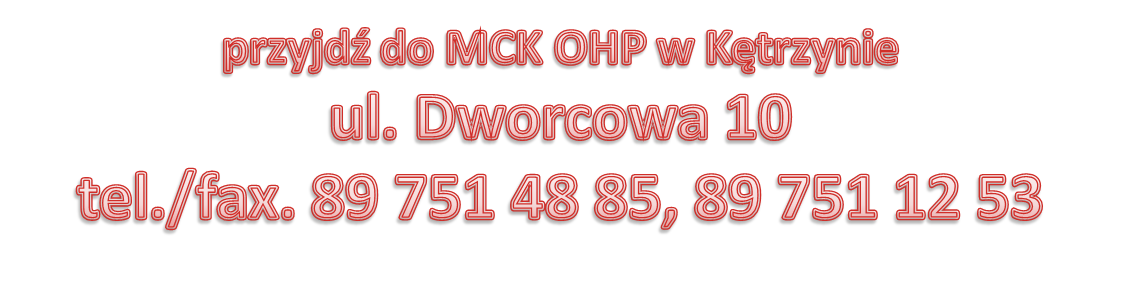 przyjdź do MCK OHP w Kętrzynie
ul. Dworcowa 10
tel./fax. 89 751 48 85, 89 751 12 53